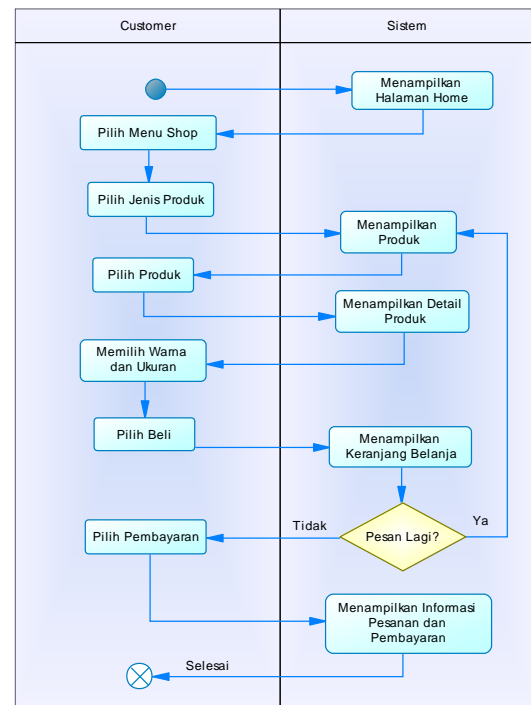 Customer
Sistem
Menampilkan
Halaman Home
Pilih Menu Shop
Pilih Jenis Produk
Menampilkan
Produk
Pilih Produk
Menampilkan Detail
Produk
Memilih Warna
dan Ukuran
Pilih Beli
Menampilkan
Keranjang Belanja
Pesan Lagi?
Ya
Tidak
Pilih Pembayaran
Menampilkan Informasi
Pesanan dan
Pembayaran
Selesai